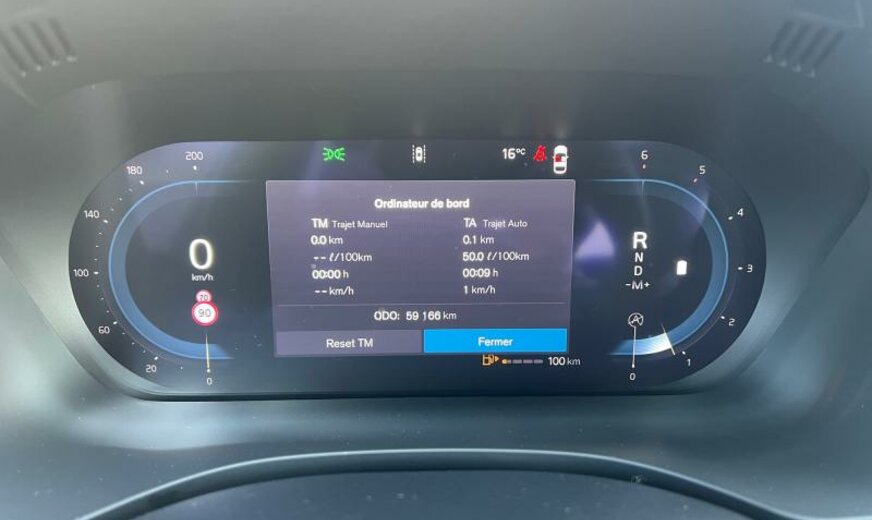 200
180
140
100
60
20
0
16°C
6
5
4
3
2
1
0
0
km/h
70
90
Ordinateur de bord
TM Trajet Manuel
TA Trajet Auto
0.0 km
0.1 km
-- ℓ/100km
50.0 ℓ/100km
00:00 h
00:09 h
-- km/h
1 km/h
ODO: 59 166 km
Reset TM
Fermer
100 km
R
N
D
-M+
A